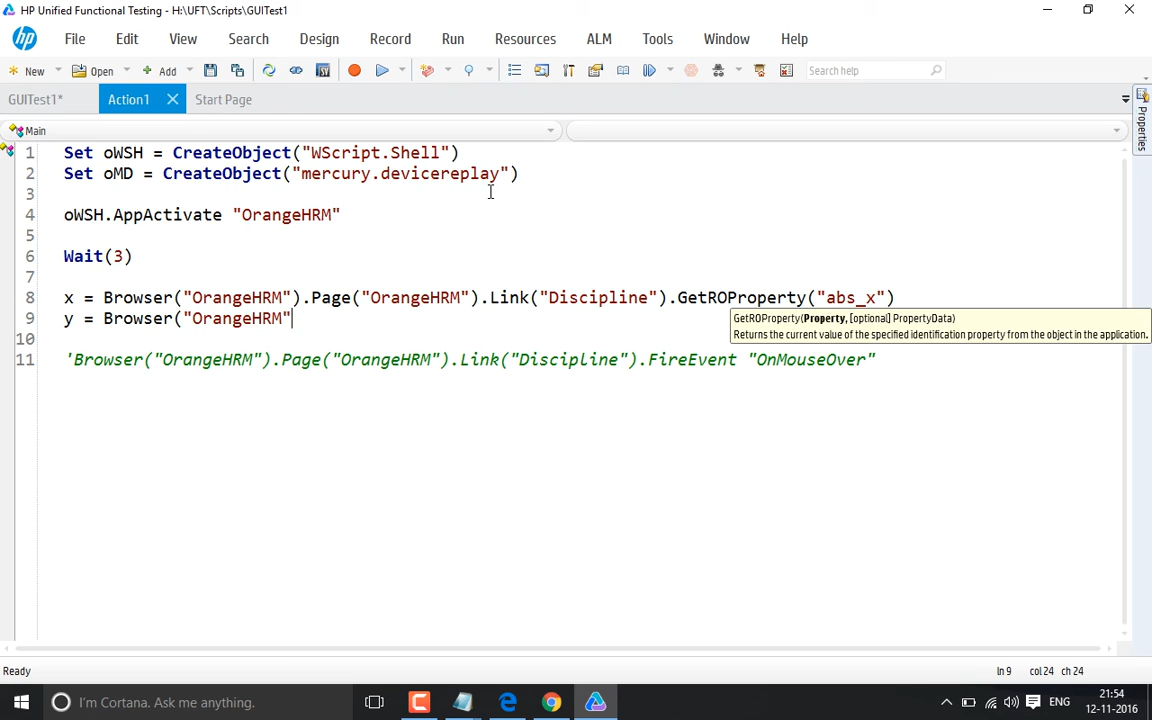 HP Unified Functional Testing - H:\UFT\Scripts\GUITest1
hp File Edit View Search Design Record Run Resources ALM Tools Window Help
New Open Add Search help
GUITest1* Action1 Start Page
Main
Properties
1 Set oWSH = CreateObject("WScript.Shell")
2 Set oMD = CreateObject("mercury.devicereplay")
3
4 oWSH.AppActivate "OrangeHRM"
5
6 Wait(3)
7
8 x = Browser("OrangeHRM").Page("OrangeHRM").Link("Discipline").GetROProperty("abs_x")
9 y = Browser("OrangeHRM"
GetROProperty(Property, [optional] PropertyData)
Returns the current value of the specified identification property from the object in the application.
10
11 'Browser("OrangeHRM").Page("OrangeHRM").Link("Discipline").FireEvent "OnMouseOver"
Ready ln 9 col 24 ch 24
I'm Cortana. Ask me anything. ENG 21:54
12-11-2016